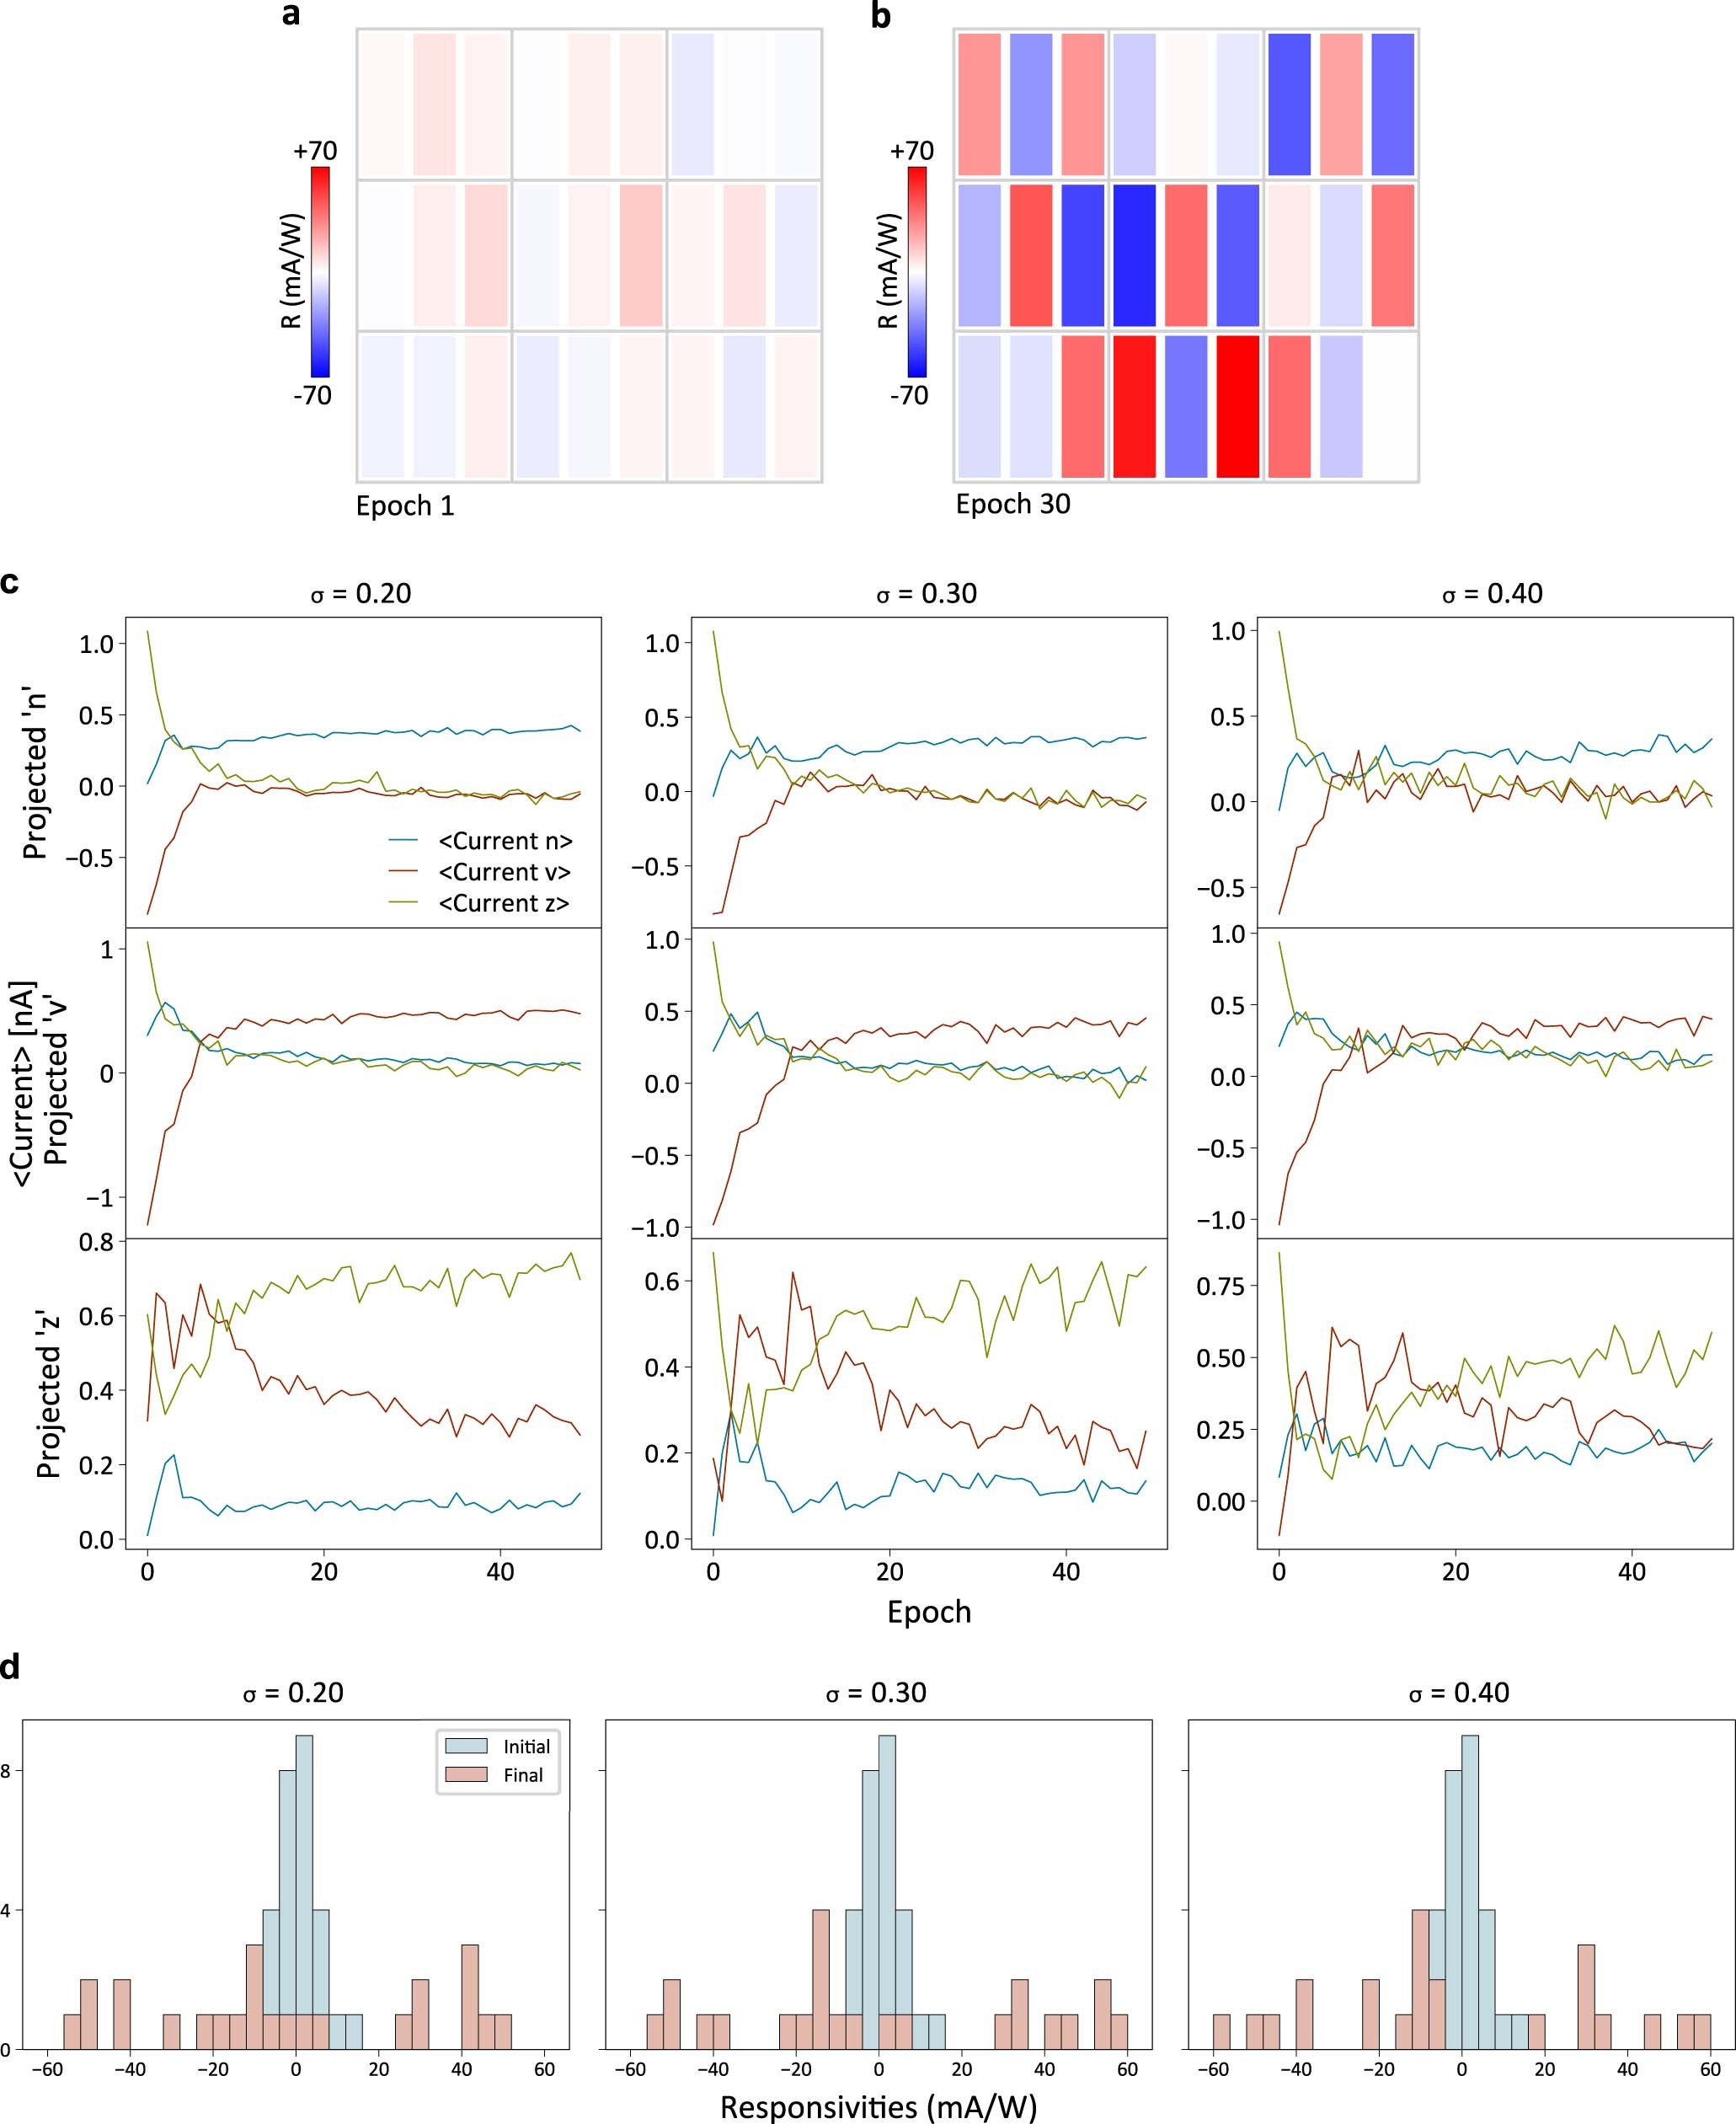 a
b
+70
R (mA/W)
-70
+70
R (mA/W)
-70
Epoch 1
Epoch 30
c
σ = 0.20
σ = 0.30
σ = 0.40
Projected 'n'
1.0
0.5
0.0
−0.5
<Current n>
<Current v>
<Current z>
1.0
0.5
0.0
−0.5
1.0
0.5
0.0
−0.5
<Current> [nA]
Projected 'v'
1
0
−1
1.0
0.5
0.0
−0.5
−1.0
1.0
0.5
0.0
−0.5
−1.0
Projected 'z'
0.8
0.6
0.4
0.2
0.0
0.6
0.4
0.2
0.0
0.75
0.50
0.25
0.00
0 20 40
0 20 40
0 20 40
Epoch
d
σ = 0.20
σ = 0.30
σ = 0.40
Initial
Final
8
4
0
−60 −40 −20 0 20 40 60
−60 −40 −20 0 20 40 60
−60 −40 −20 0 20 40 60
Responsivities (mA/W)